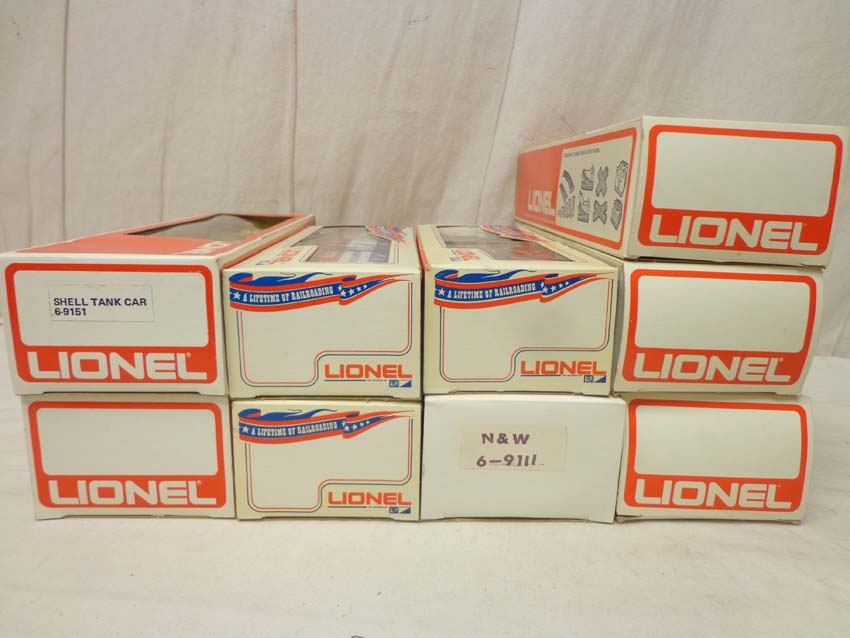 LIONEL
LIONEL
SHELL TANK CAR
6-9151
LIONEL
A LIFETIME OF RAILROADING
LIONEL
A LIFETIME OF RAILROADING
LIONEL
LIONEL
LIONEL
A LIFETIME OF RAILROADING
LIONEL
N & W
6-9111
LIONEL